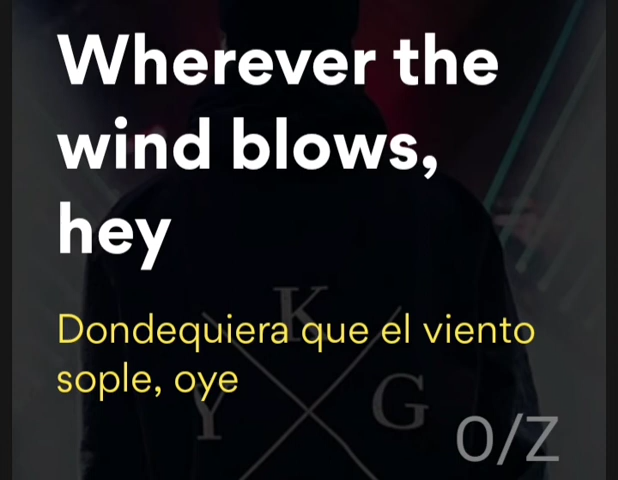 Wherever the
wind blows,
hey
Dondequiera que el viento
sople, oye
K
Y
G
O/Z